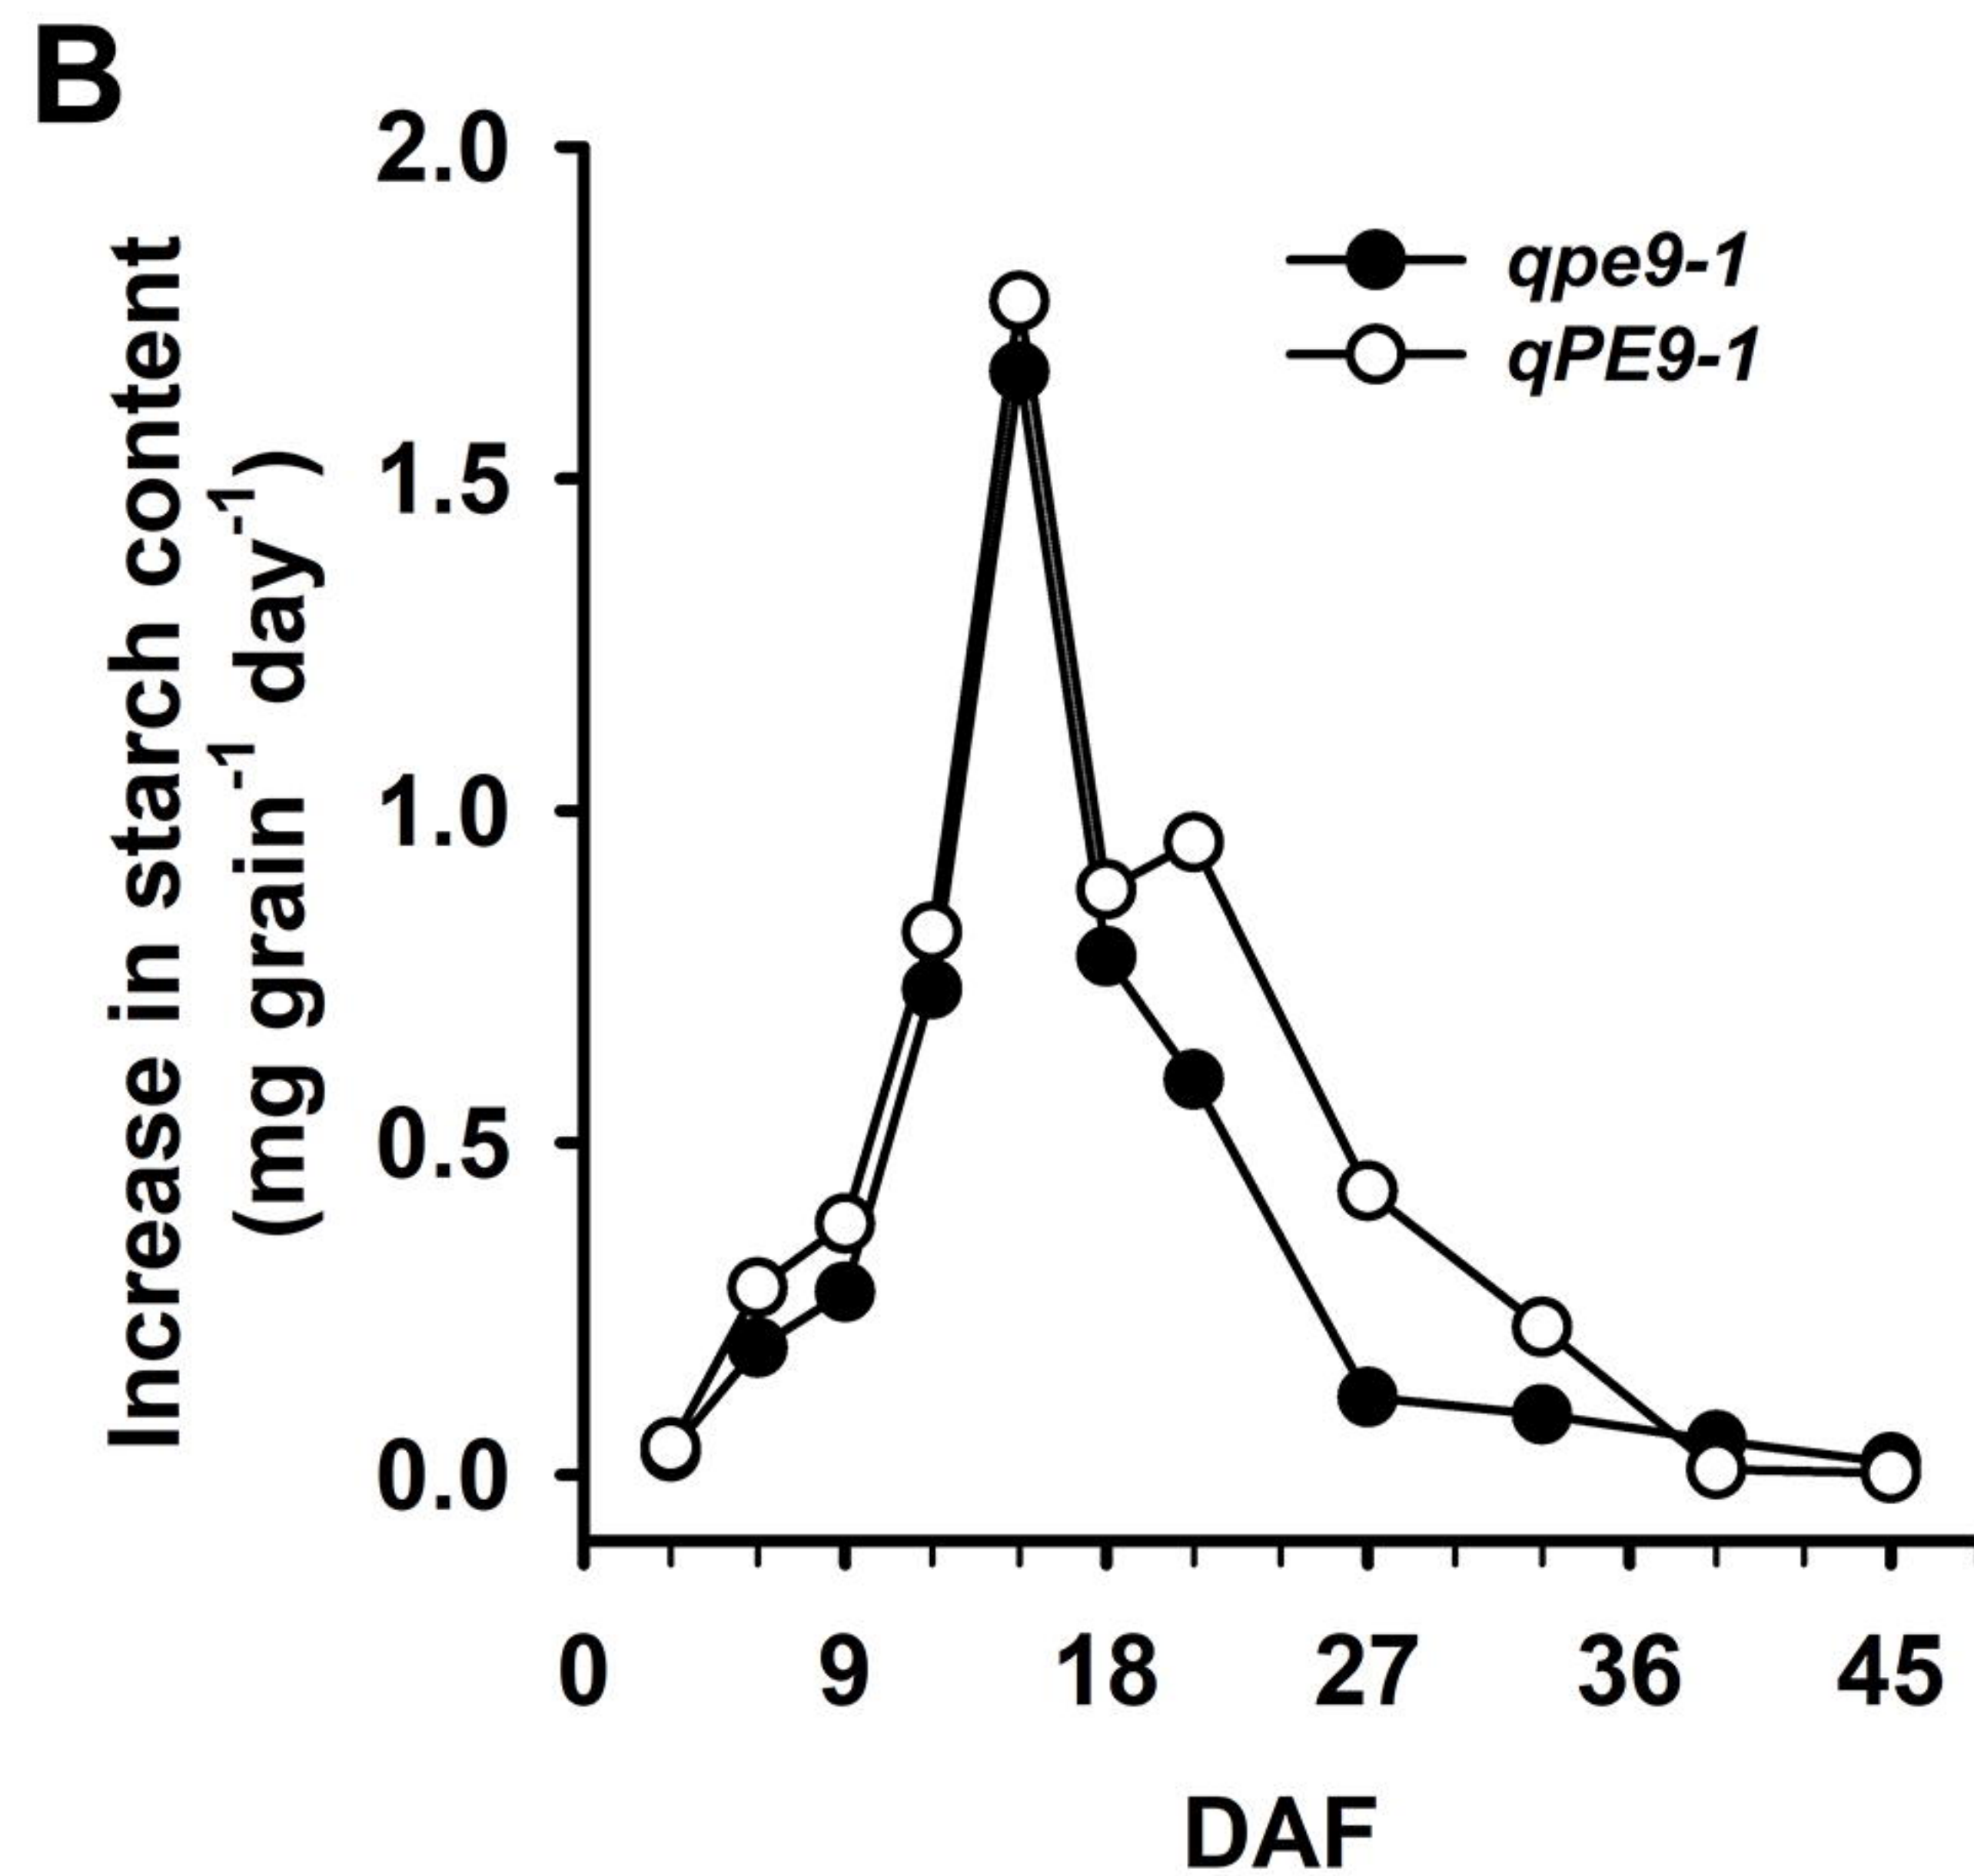 B
Increase in starch content
(mg grain⁻¹ day⁻¹)
2.0
1.5
1.0
0.5
0.0
qpe9-1
qPE9-1
0 9 18 27 36 45
DAF